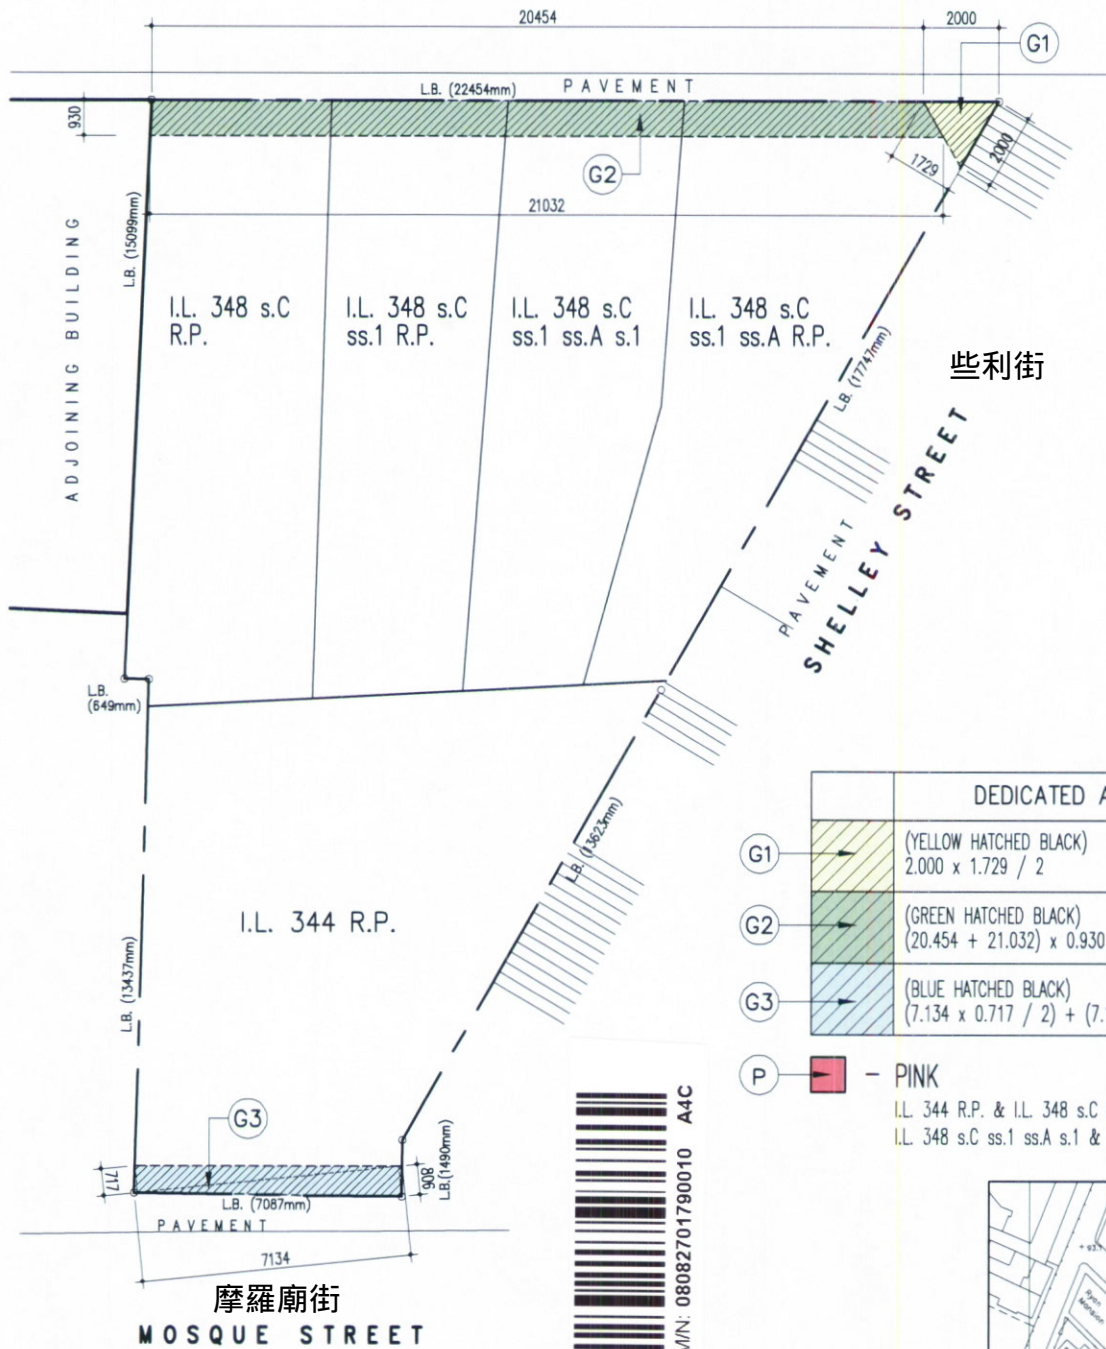 20454
2000
G1
L.B. (22454mm)
PAVEMENT
930
G2
1729
2000
21032
L.B. (15099mm)
ADJOINING BUILDING
I.L. 348 s.C
R.P.
I.L. 348 s.C
ss.1 R.P.
I.L. 348 s.C
ss.1 ss.A s.1
I.L. 348 s.C
ss.1 ss.A R.P.
L.B. (17747mm)
些利街
SHELLEY STREET
PAVEMENT
L.B.
(649mm)
L.B. (13623mm)
I.L. 344 R.P.
L.B. (13437mm)
G3
717
908
L.B.(1490mm)
L.B. (7087mm)
PAVEMENT
7134
摩羅廟街
MOSQUE STREET
DEDICATED A
G1
(YELLOW HATCHED BLACK)
2.000 x 1.729 / 2
G2
(GREEN HATCHED BLACK)
(20.454 + 21.032) x 0.930
G3
(BLUE HATCHED BLACK)
(7.134 x 0.717 / 2) + (7.
P
- PINK
I.L. 344 R.P. & I.L. 348 s.C
I.L. 348 s.C ss.1 ss.A s.1 &
M/N: 08082701790010 A4C
Ryan
Mansion